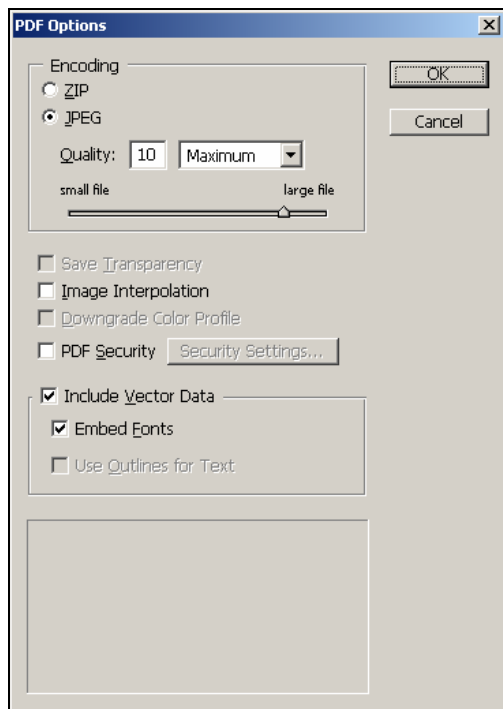 PDF Options
Encoding
ZIP
JPEG
Quality: 10 Maximum
small file large file
Save Transparency
Image Interpolation
Downgrade Color Profile
PDF Security Security Settings...
Include Vector Data
Embed Fonts
Use Outlines for Text
OK
Cancel